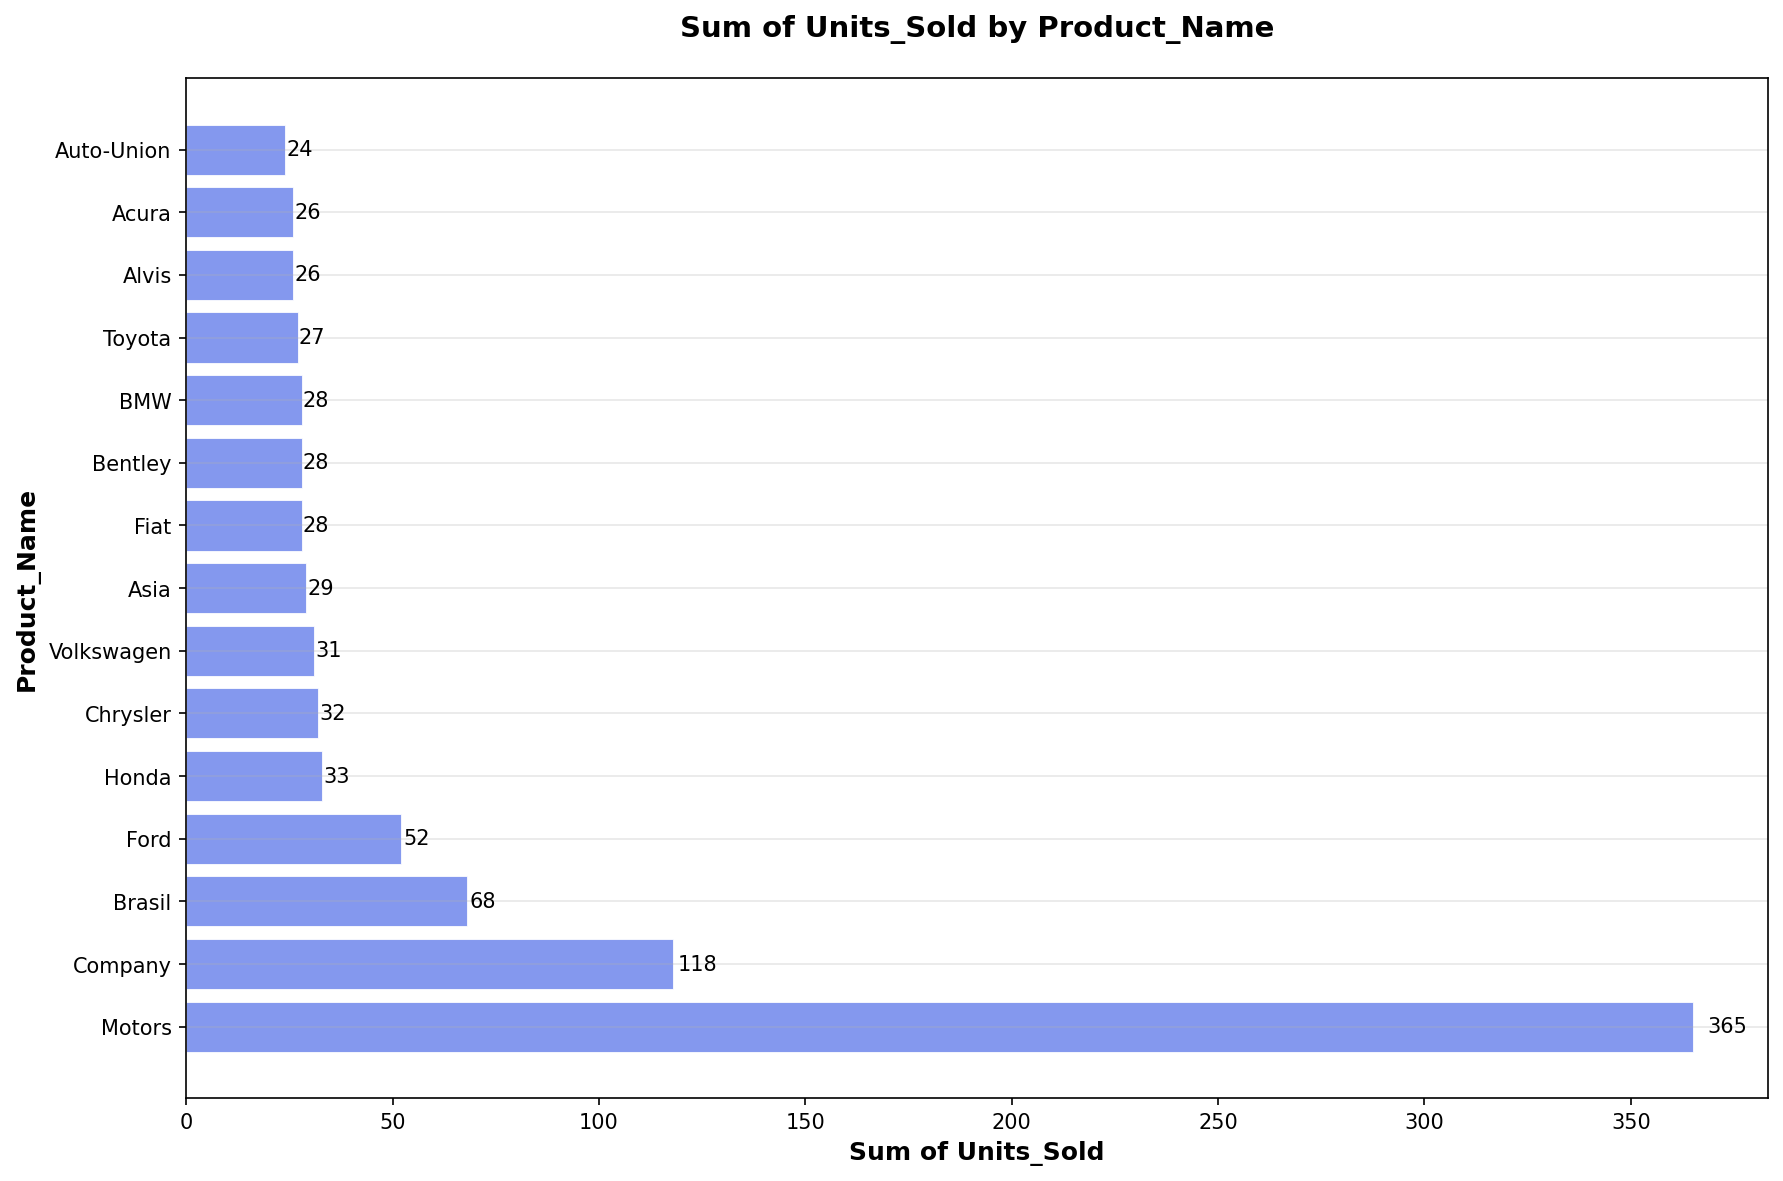 Sum of Units_Sold by Product_Name
Product_Name
Auto-Union 24
Acura 26
Alvis 26
Toyota 27
BMW 28
Bentley 28
Fiat 28
Asia 29
Volkswagen 31
Chrysler 32
Honda 33
Ford 52
Brasil 68
Company 118
Motors 365
0 50 100 150 200 250 300 350
Sum of Units_Sold